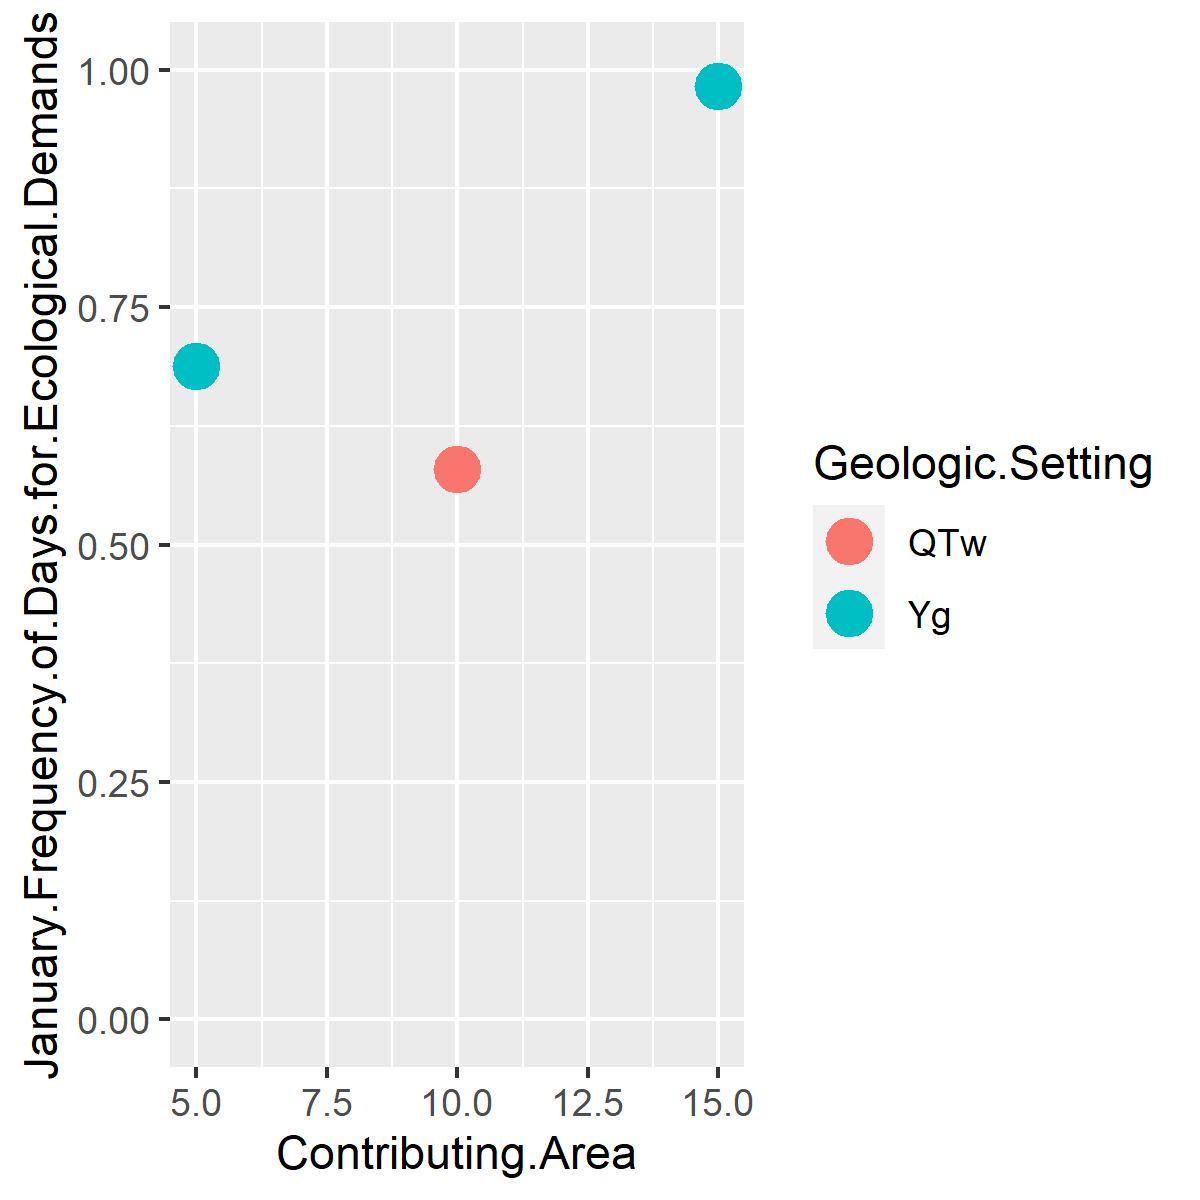 January.Frequency.of.Days.for.Ecological.Demands
1.00
0.75
0.50
0.25
0.00
5.0 7.5 10.0 12.5 15.0
Contributing.Area
Geologic.Setting
QTw
Yg